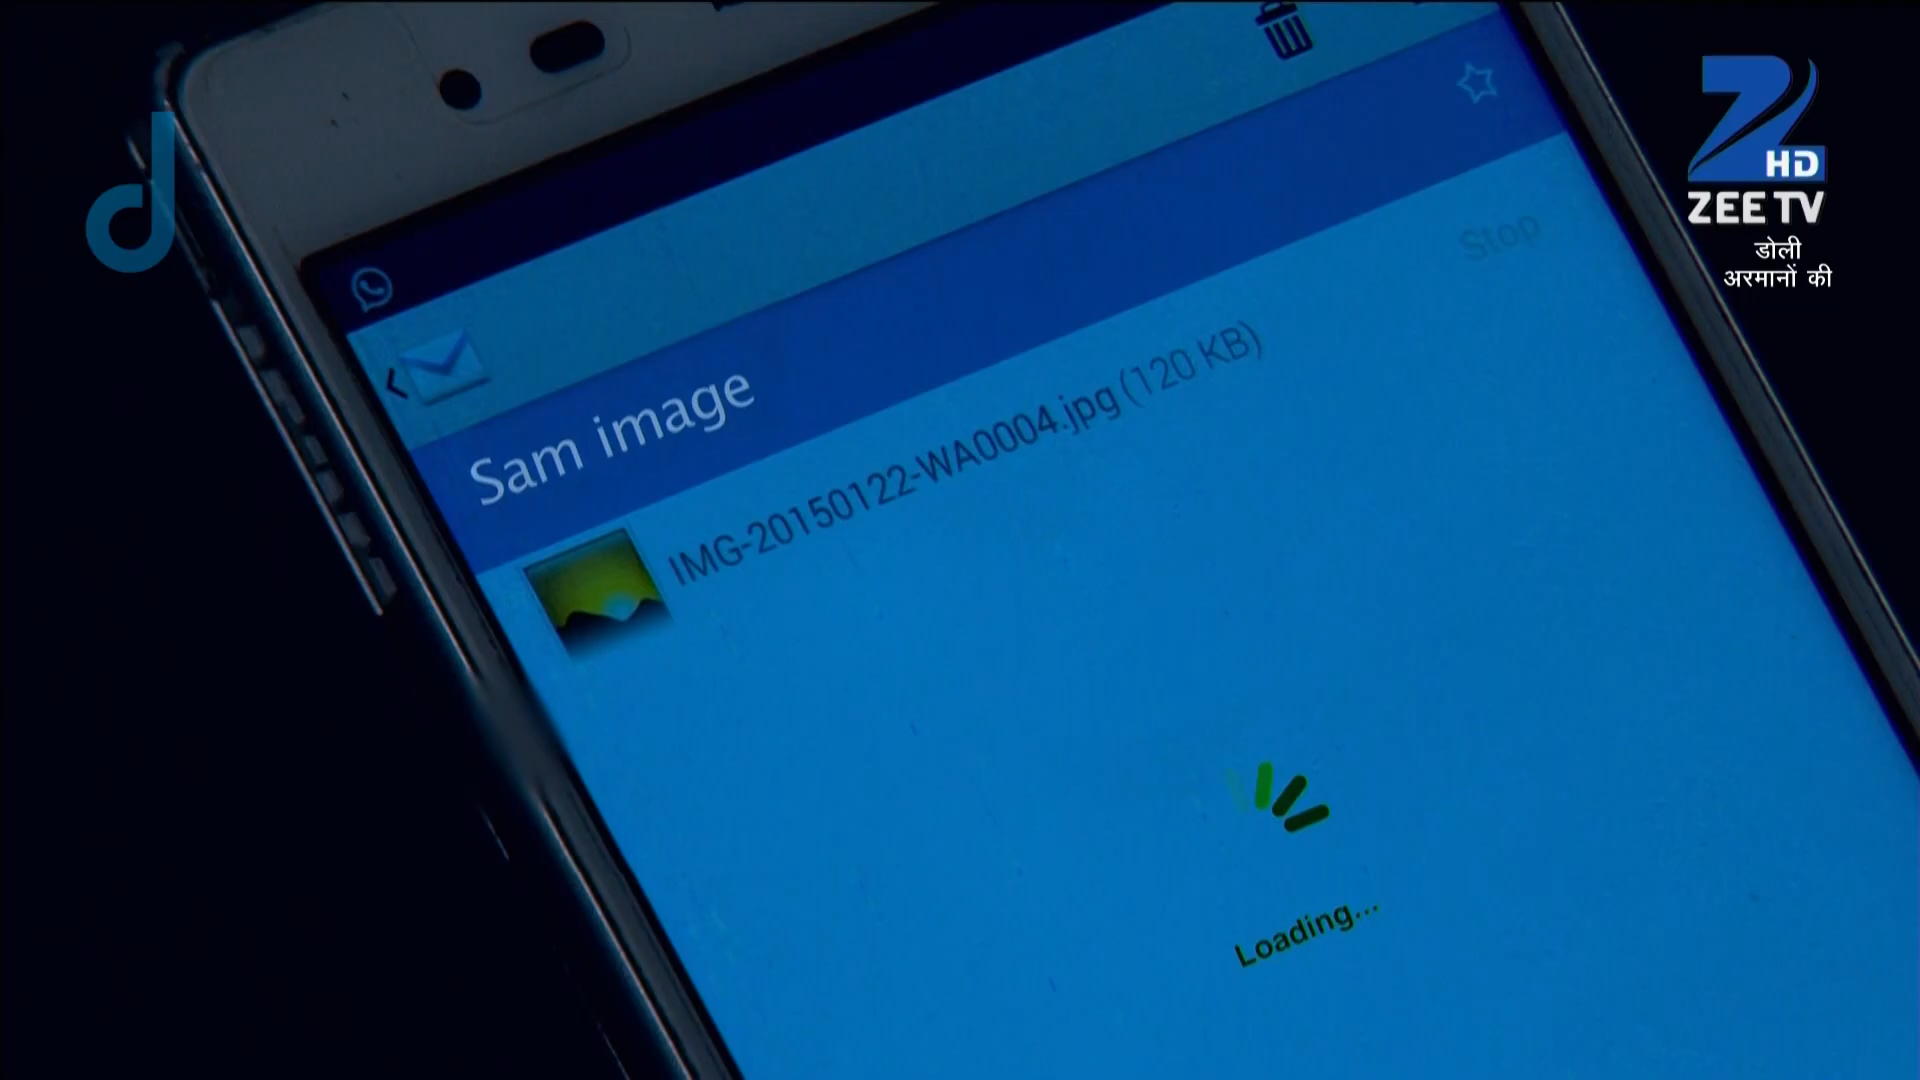 HD
ZEE TV
डोली
अरमानों की
Stop
Sam image
IMG-20150122-WA0004.jpg (120 KB)
Loading...